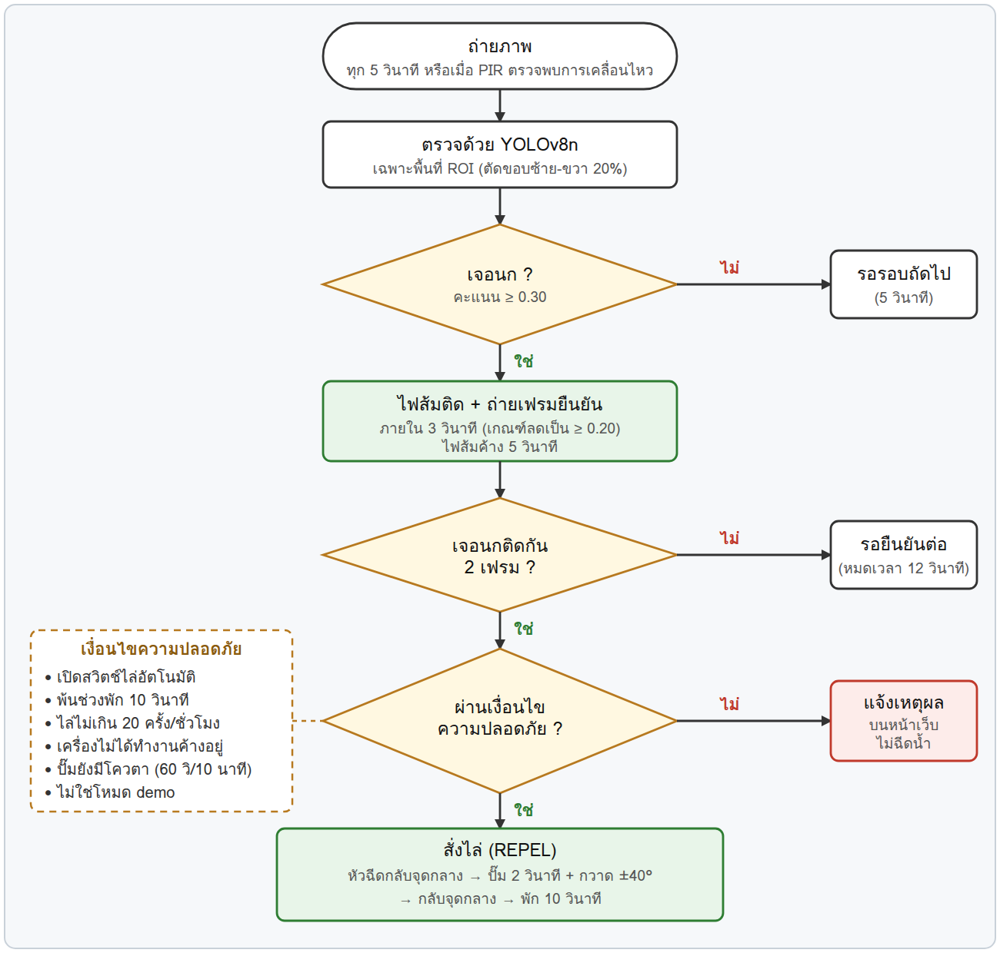 ถ่ายภาพ
ทุก 5 วินาที หรือเมื่อ PIR ตรวจพบการเคลื่อนไหว
ตรวจด้วย YOLOv8n
เฉพาะพื้นที่ ROI (ตัดขอบซ้าย-ขวา 20%)
เจอนก ?
คะแนน ≥ 0.30
ไม่
รอรอบถัดไป
(5 วินาที)
ใช่
ไฟส้มติด + ถ่ายเฟรมยืนยัน
ภายใน 3 วินาที (เกณฑ์ลดเป็น ≥ 0.20)
ไฟส้มค้าง 5 วินาที
เจอนกติดกัน
2 เฟรม ?
ไม่
รอยืนยันต่อ
(หมดเวลา 12 วินาที)
ใช่
เงื่อนไขความปลอดภัย
• เปิดสวิตช์ไล่อัตโนมัติ
• พ้นช่วงพัก 10 วินาที
• ไล่ไม่เกิน 20 ครั้ง/ชั่วโมง
• เครื่องไม่ได้ทำงานค้างอยู่
• ปั๊มยังมีโควตา (60 วิ/10 นาที)
• ไม่ใช่โหมด demo
ผ่านเงื่อนไข
ความปลอดภัย ?
ไม่
แจ้งเหตุผล
บนหน้าเว็บ
ไม่ฉีดน้ำ
ใช่
สั่งไล่ (REPEL)
หัวฉีดกลับจุดกลาง → ปั๊ม 2 วินาที + กวาด ±40°
→ กลับจุดกลาง → พัก 10 วินาที